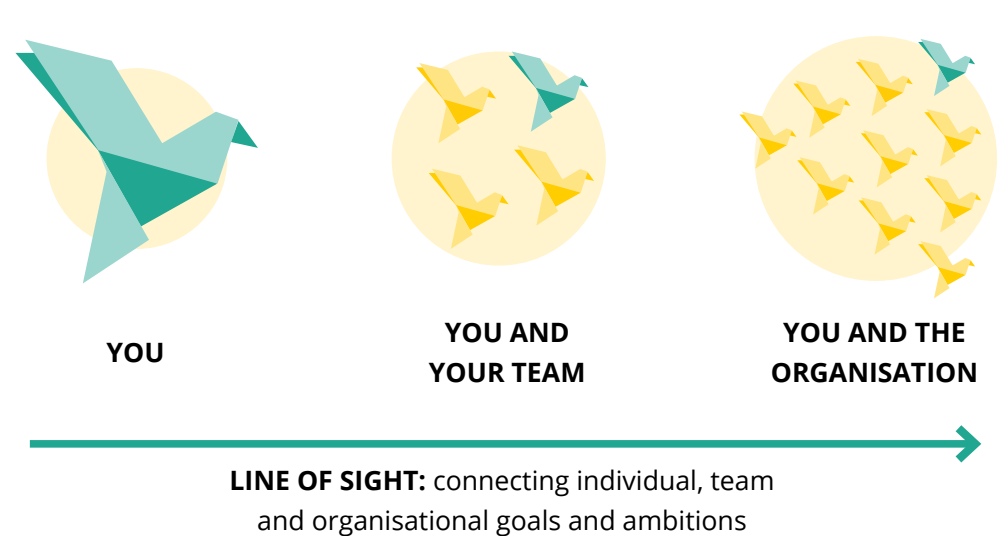 YOU
YOU AND
YOUR TEAM
YOU AND THE
ORGANISATION
LINE OF SIGHT: connecting individual, team
and organisational goals and ambitions